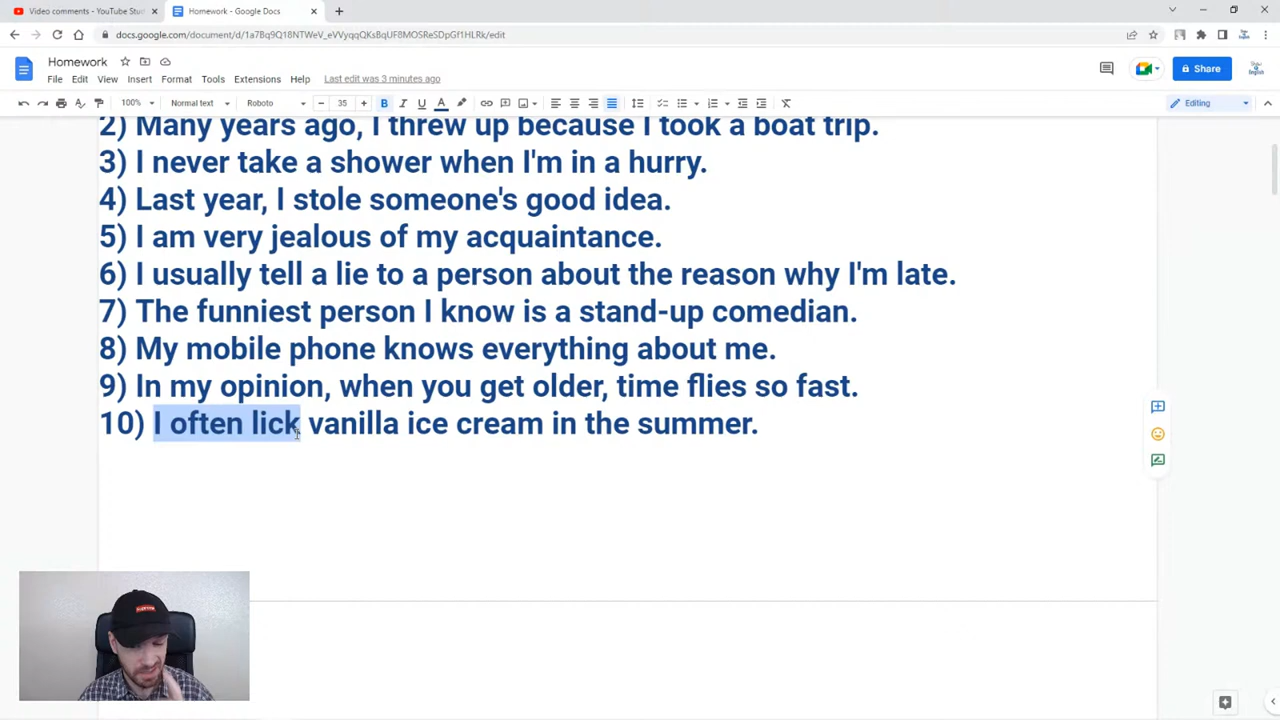 Video comments - YouTube Stud
Homework - Google Docs
docs.google.com/document/d/1a7Bq9Q18NTWeV_eVVyqqQKsBqUF8MOSReSDpGf1HLRk/edit
Homework
File Edit View Insert Format Tools Extensions Help Last edit was 3 minutes ago
Share
100% Normal text Roboto 35 Editing
2) Many years ago, I threw up because I took a boat trip.
3) I never take a shower when I'm in a hurry.
4) Last year, I stole someone's good idea.
5) I am very jealous of my acquaintance.
6) I usually tell a lie to a person about the reason why I'm late.
7) The funniest person I know is a stand-up comedian.
8) My mobile phone knows everything about me.
9) In my opinion, when you get older, time flies so fast.
10) I often lick vanilla ice cream in the summer.